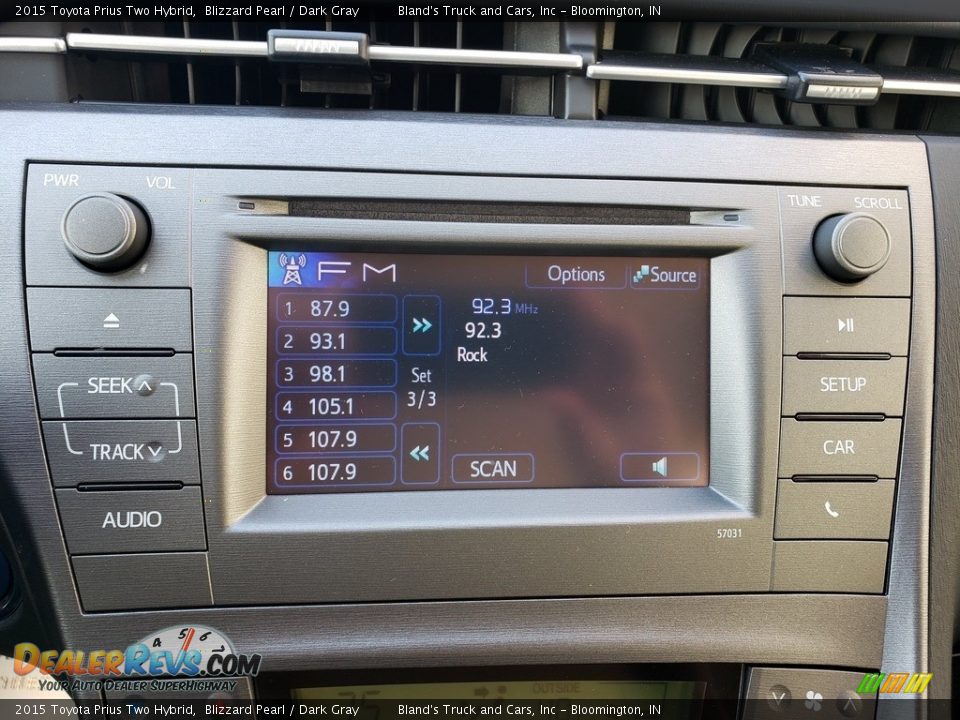 2015 Toyota Prius Two Hybrid, Blizzard Pearl / Dark Gray Bland's Truck and Cars, Inc - Bloomington, IN
PWR VOL
TUNE SCROLL
FM
Options
Source
1 87.9
2 93.1
3 98.1
4 105.1
5 107.9
6 107.9
Set
3/3
92.3 MHz
92.3
Rock
SCAN
SEEK
TRACK
AUDIO
SETUP
CAR
57031
OUTSIDE
4 5 6
DEALERREVS.COM
YOUR AUTO DEALER SUPERHIGHWAY
2015 Toyota Prius Two Hybrid, Blizzard Pearl / Dark Gray Bland's Truck and Cars, Inc - Bloomington, IN